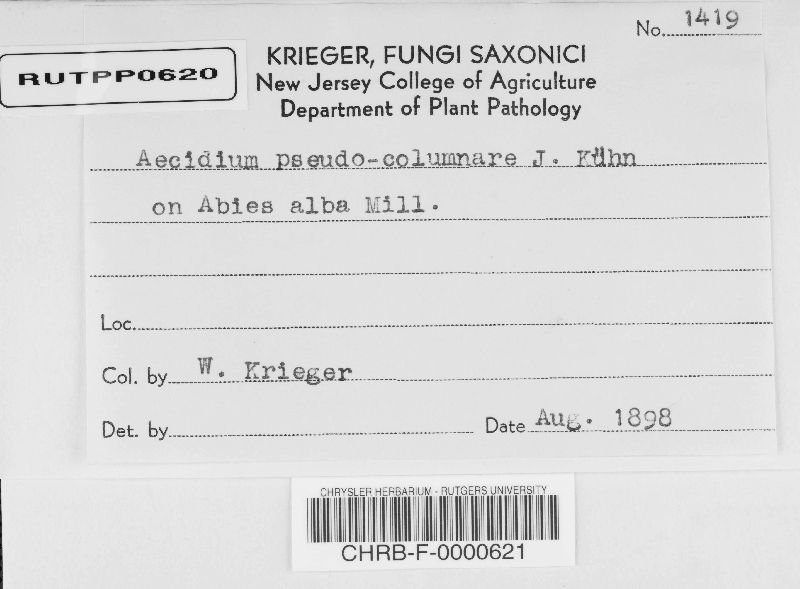 No. 1419
RUTPP0620
KRIEGER, FUNGI SAXONICI
New Jersey College of Agriculture
Department of Plant Pathology
Aecidium pseudo-columnare J. Kühn
on Abies alba Mill.
Loc.
Col. by W. Krieger
Det. by Date Aug. 1898
CHRYSLER HERBARIUM - RUTGERS UNIVERSITY
CHRB-F-0000621